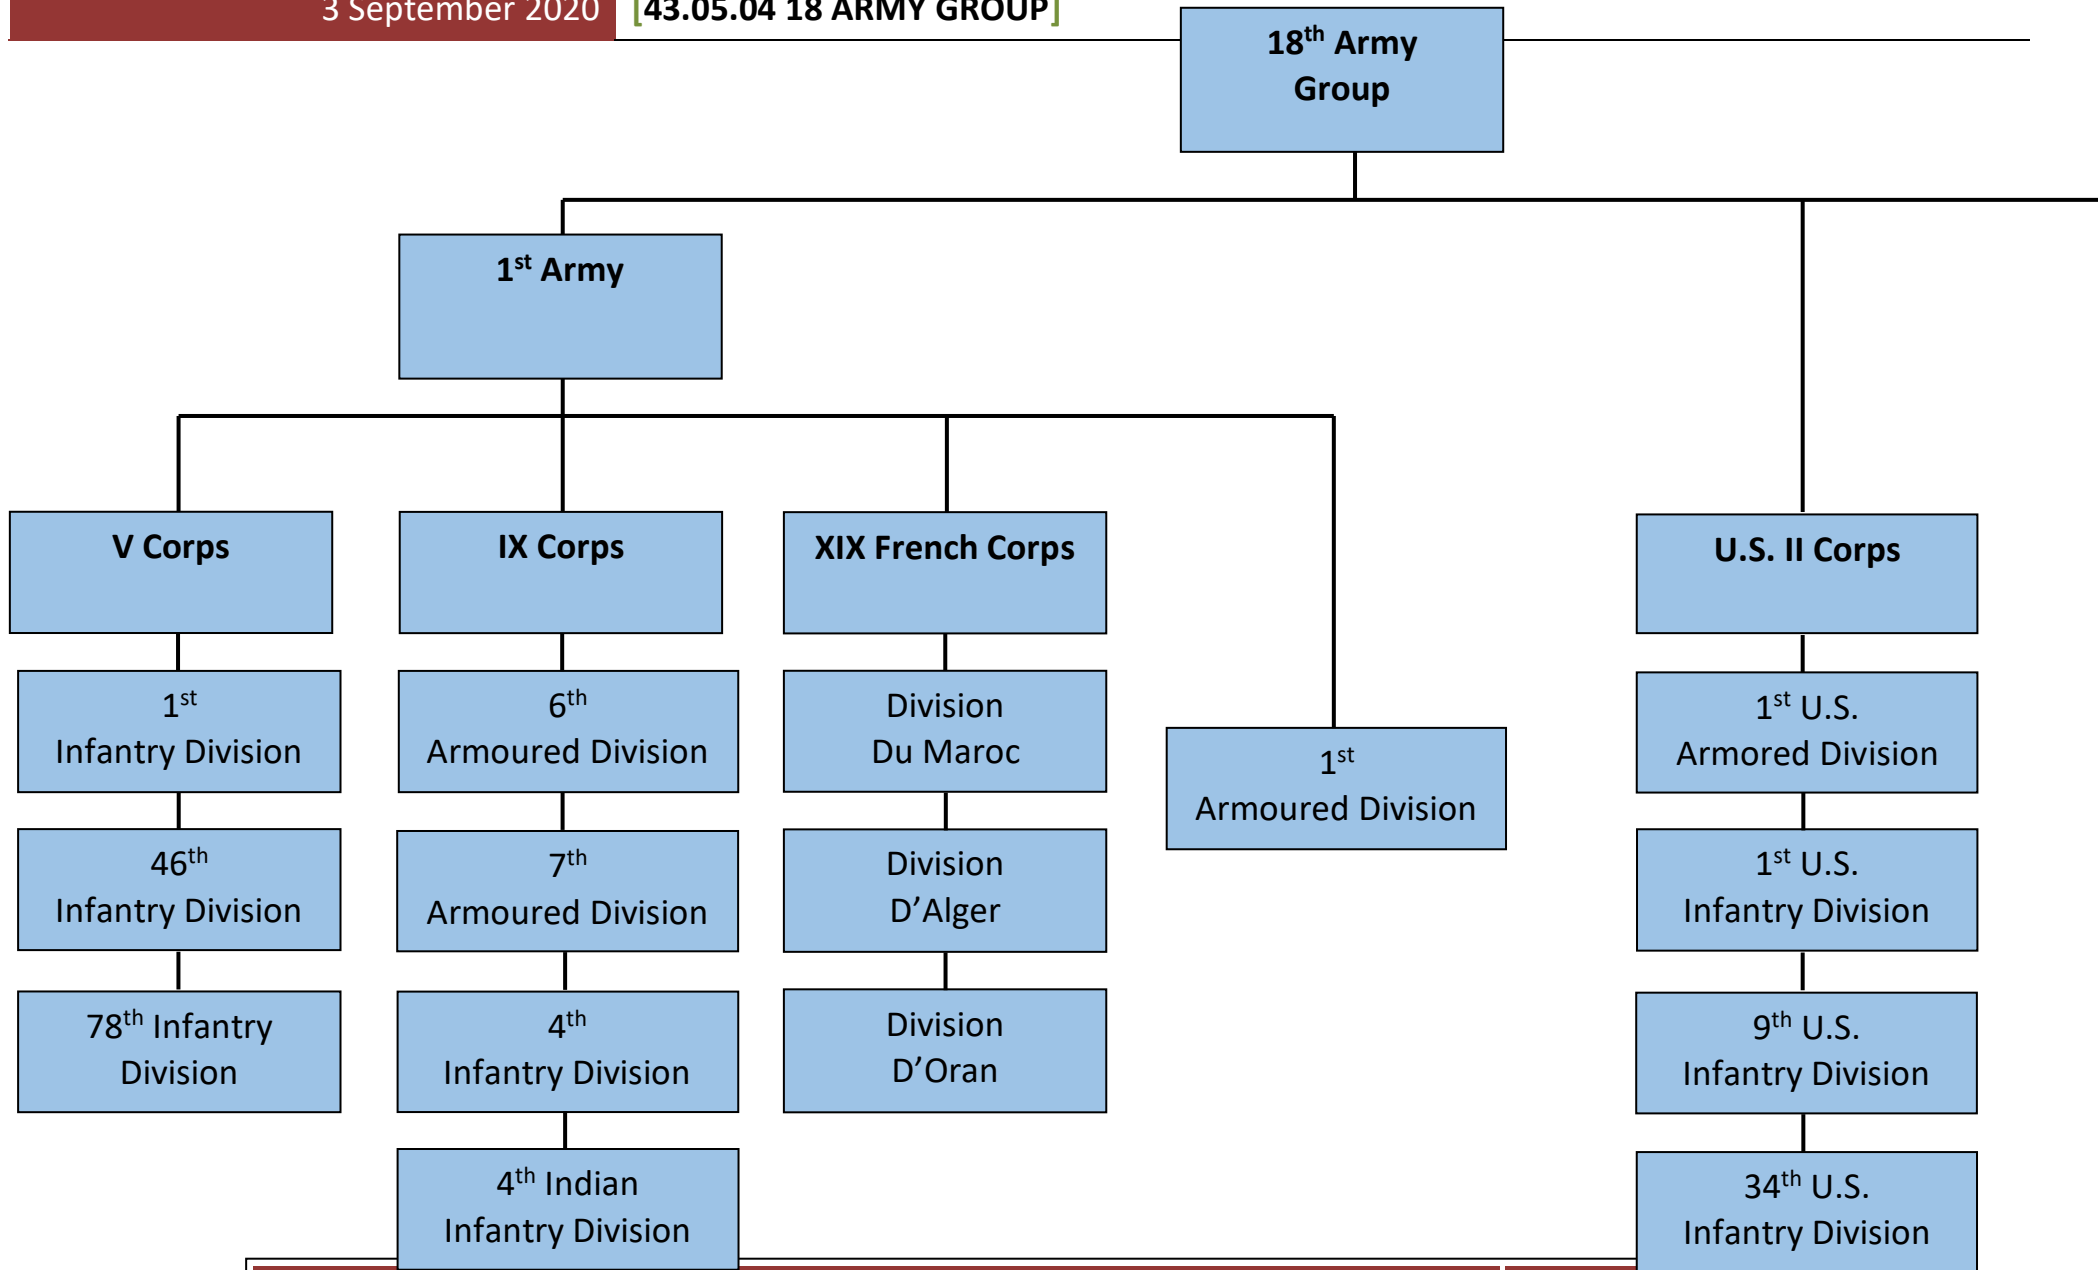 3 September 2020 [43.05.04 18 ARMY GROUP]
18th Army
Group
1st Army
V Corps
IX Corps
XIX French Corps
U.S. II Corps
1st
Infantry Division
46th
Infantry Division
78th Infantry
Division
6th
Armoured Division
7th
Armoured Division
4th
Infantry Division
4th Indian
Infantry Division
Division
Du Maroc
Division
D’Alger
Division
D’Oran
1st
Armoured Division
1st U.S.
Armored Division
1st U.S.
Infantry Division
9th U.S.
Infantry Division
34th U.S.
Infantry Division